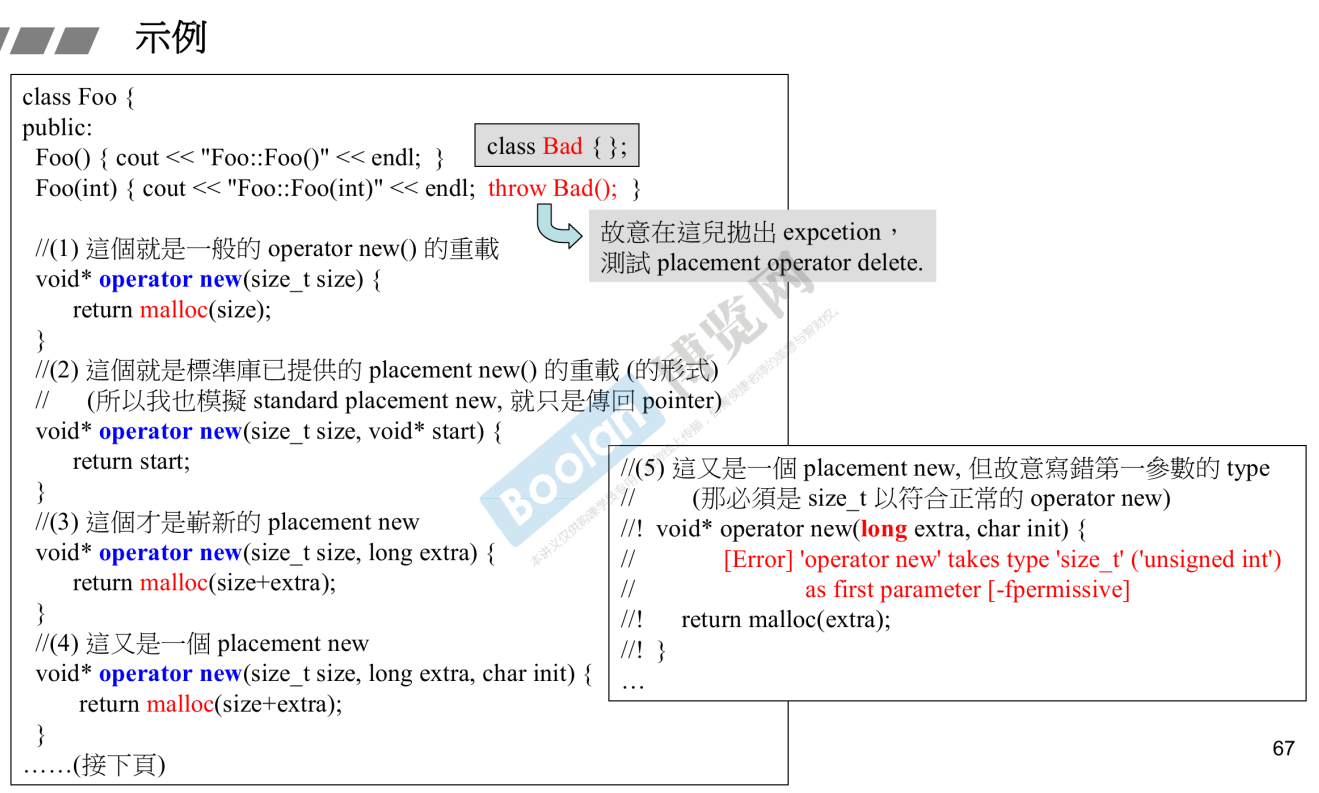 示例
class Foo {
public:
Foo() { cout << "Foo::Foo()" << endl; }
class Bad { };
Foo(int) { cout << "Foo::Foo(int)" << endl; throw Bad(); }
故意在這兒拋出 expcetion，
測試 placement operator delete.
//(1) 這個就是一般的 operator new() 的重載
void* operator new(size_t size) {
return malloc(size);
}
//(2) 這個就是標準庫已提供的 placement new() 的重載 (的形式)
// (所以我也模擬 standard placement new, 就只是傳回 pointer)
void* operator new(size_t size, void* start) {
return start;
}
//(3) 這個才是嶄新的 placement new
void* operator new(size_t size, long extra) {
return malloc(size+extra);
}
//(4) 這又是一個 placement new
void* operator new(size_t size, long extra, char init) {
return malloc(size+extra);
}
……(接下頁)
//(5) 這又是一個 placement new, 但故意寫錯第一參數的 type
// (那必須是 size_t 以符合正常的 operator new)
//! void* operator new(long extra, char init) {
// [Error] 'operator new' takes type 'size_t' ('unsigned int')
// as first parameter [-fpermissive]
//! return malloc(extra);
//! }
…
Boolan 博览网
67